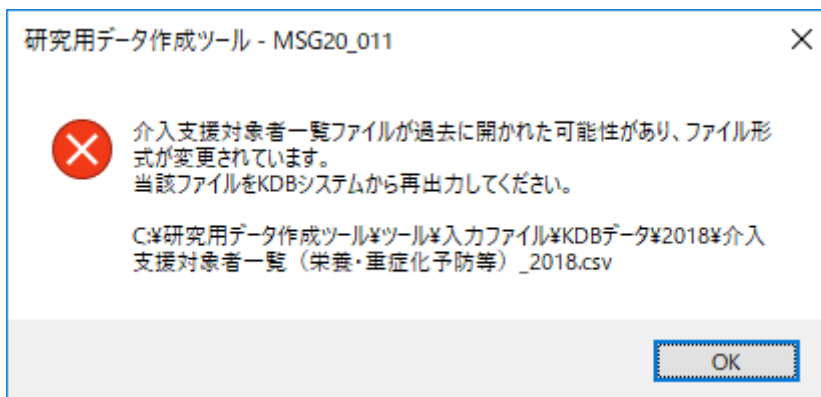 研究用データ作成ツール - MSG20_011
介入支援対象者一覧ファイルが過去に開かれた可能性があり、ファイル形
式が変更されています。
当該ファイルをKDBシステムから再出力してください。
C:¥研究用データ作成ツール¥ツール¥入力ファイル¥KDBデータ¥2018¥介入
支援対象者一覧（栄養・重症化予防等）_2018.csv
OK